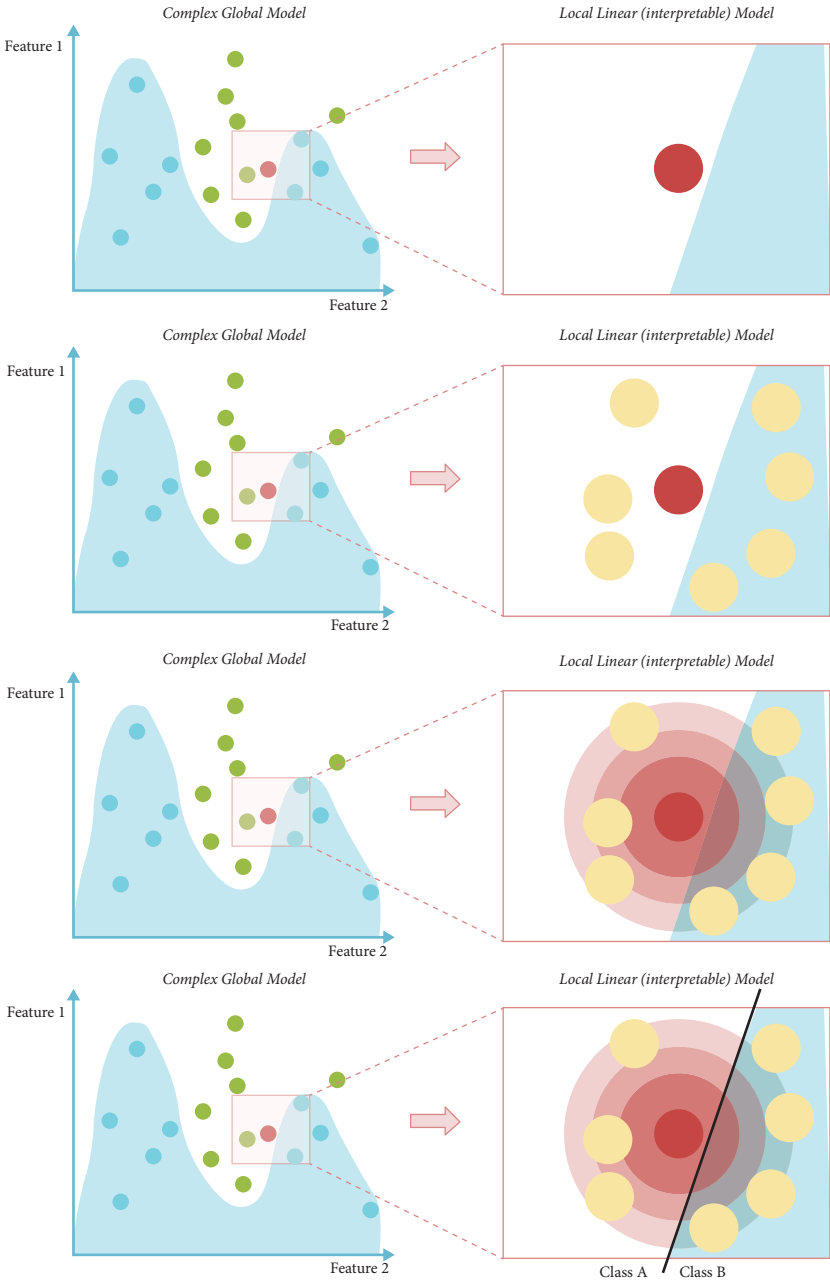 Complex Global Model
Local Linear (interpretable) Model
Feature 1
Feature 2
Complex Global Model
Local Linear (interpretable) Model
Feature 1
Feature 2
Complex Global Model
Local Linear (interpretable) Model
Feature 1
Feature 2
Complex Global Model
Local Linear (interpretable) Model
Feature 1
Feature 2
Class A
Class B